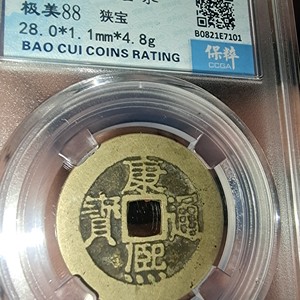 极美88 狭宝
28.0*1.1mm*4.8g
BAO CUI COINS RATING
B0821E7101
保粹
CCGA
康熙通寶